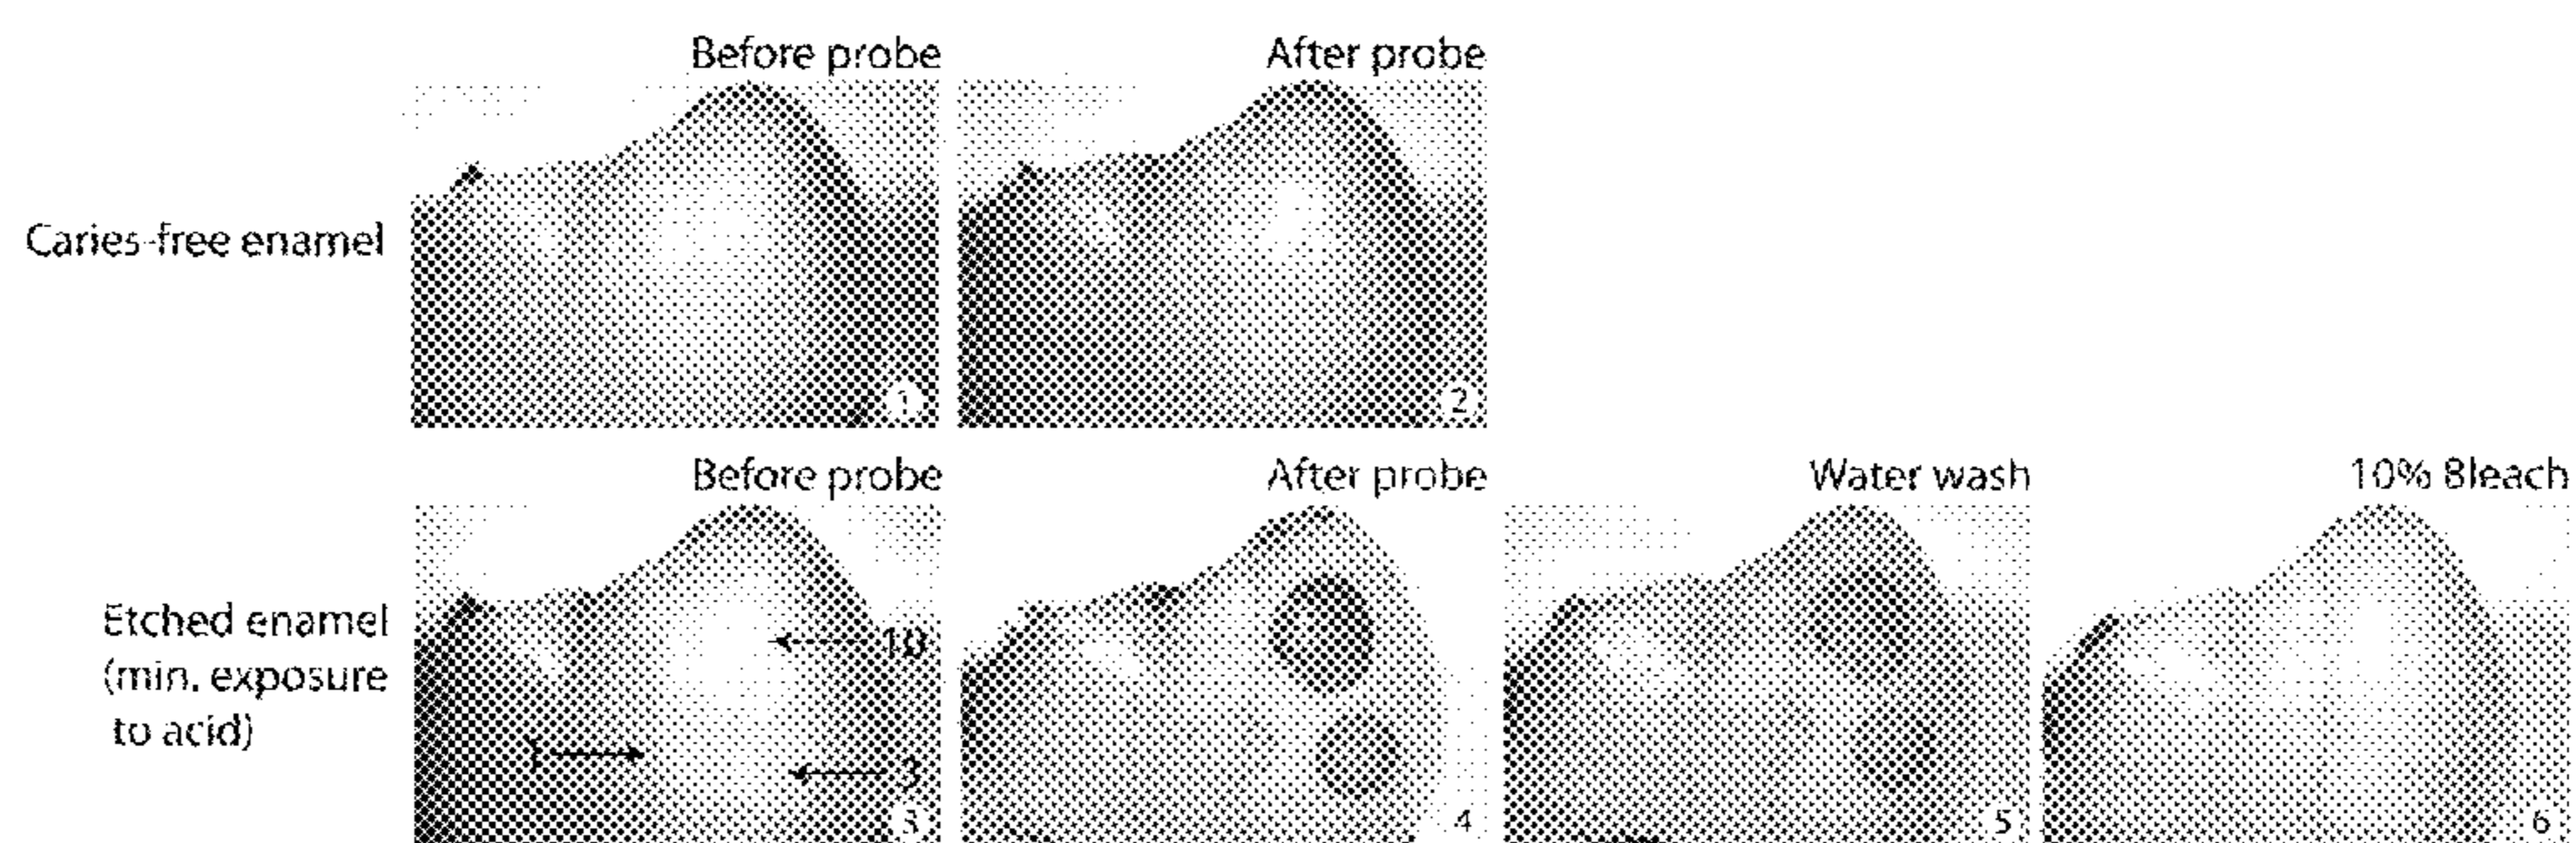 Before probe
After probe
Caries-free enamel
1
2
Before probe
After probe
Water wash
10% Bleach
Etched enamel
(min. exposure
to acid)
10
1
3
3
4
5
6